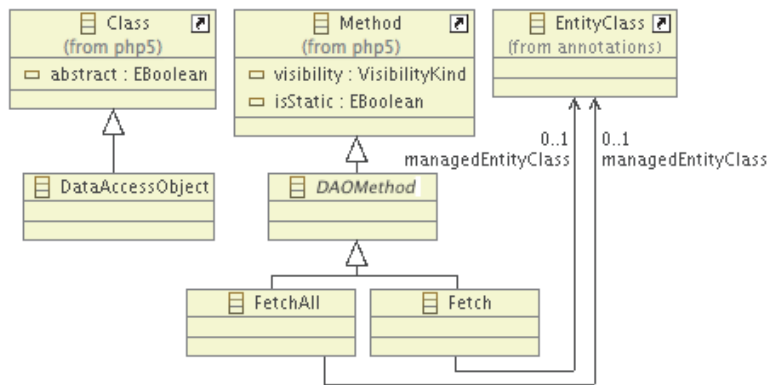 Class
(from php5)
abstract : EBoolean
Method
(from php5)
visibility : VisibilityKind
isStatic : EBoolean
EntityClass
(from annotations)
0..1
managedEntityClass
0..1
managedEntityClass
DataAccessObject
DAOMethod
FetchAll
Fetch